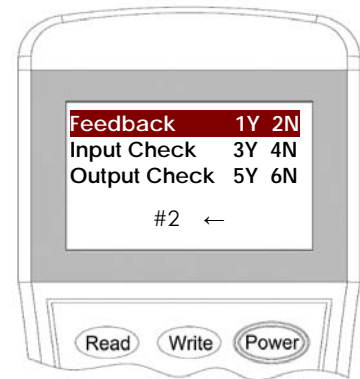 Feedback 1Y 2N
Input Check 3Y 4N
Output Check 5Y 6N
#2 ←
Read Write Power